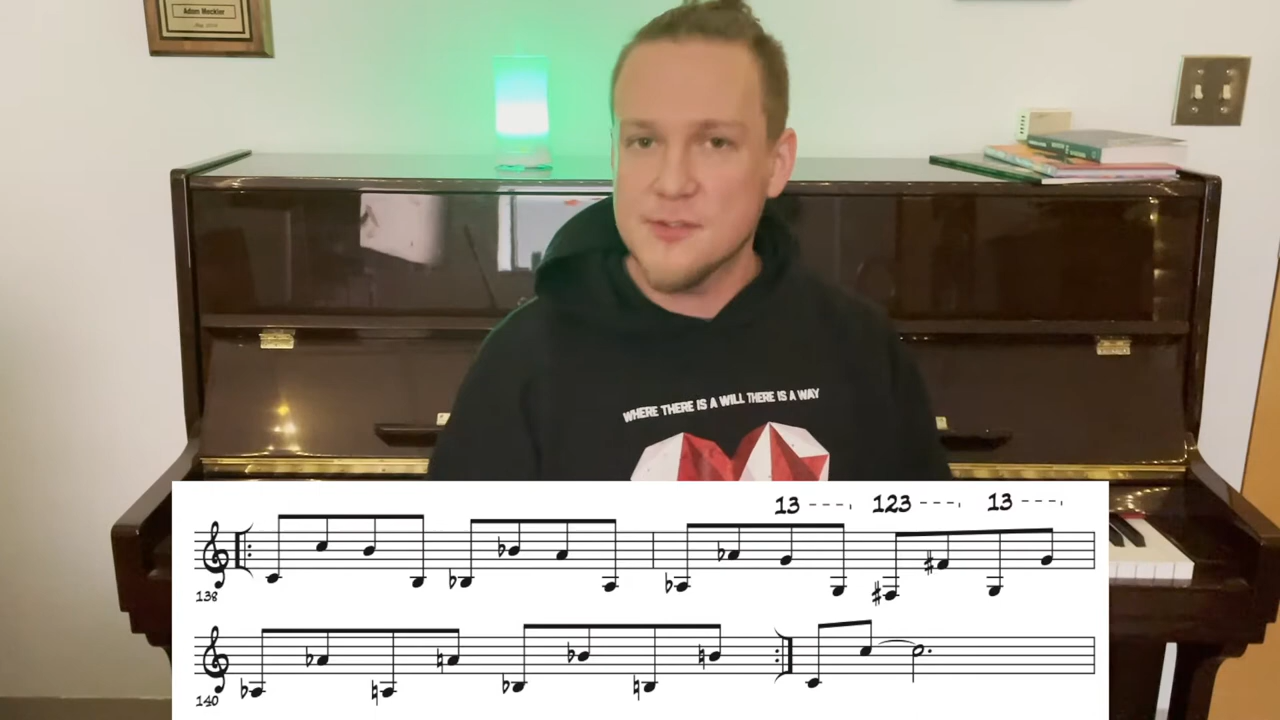 Adam Meckler
WHERE THERE IS A WILL THERE IS A WAY
13 123 13
138
140